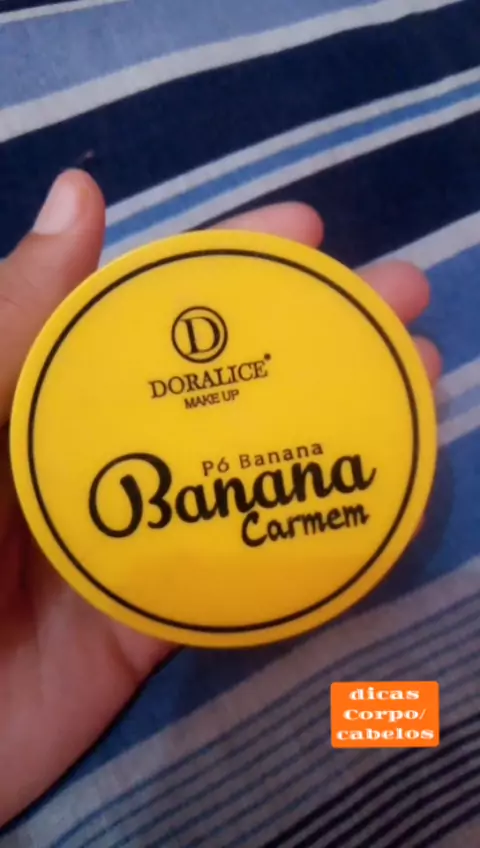 D
DORALICE®
MAKE UP
Pó Banana
Banana
Carmem
dicas
Corpo/
cabelos